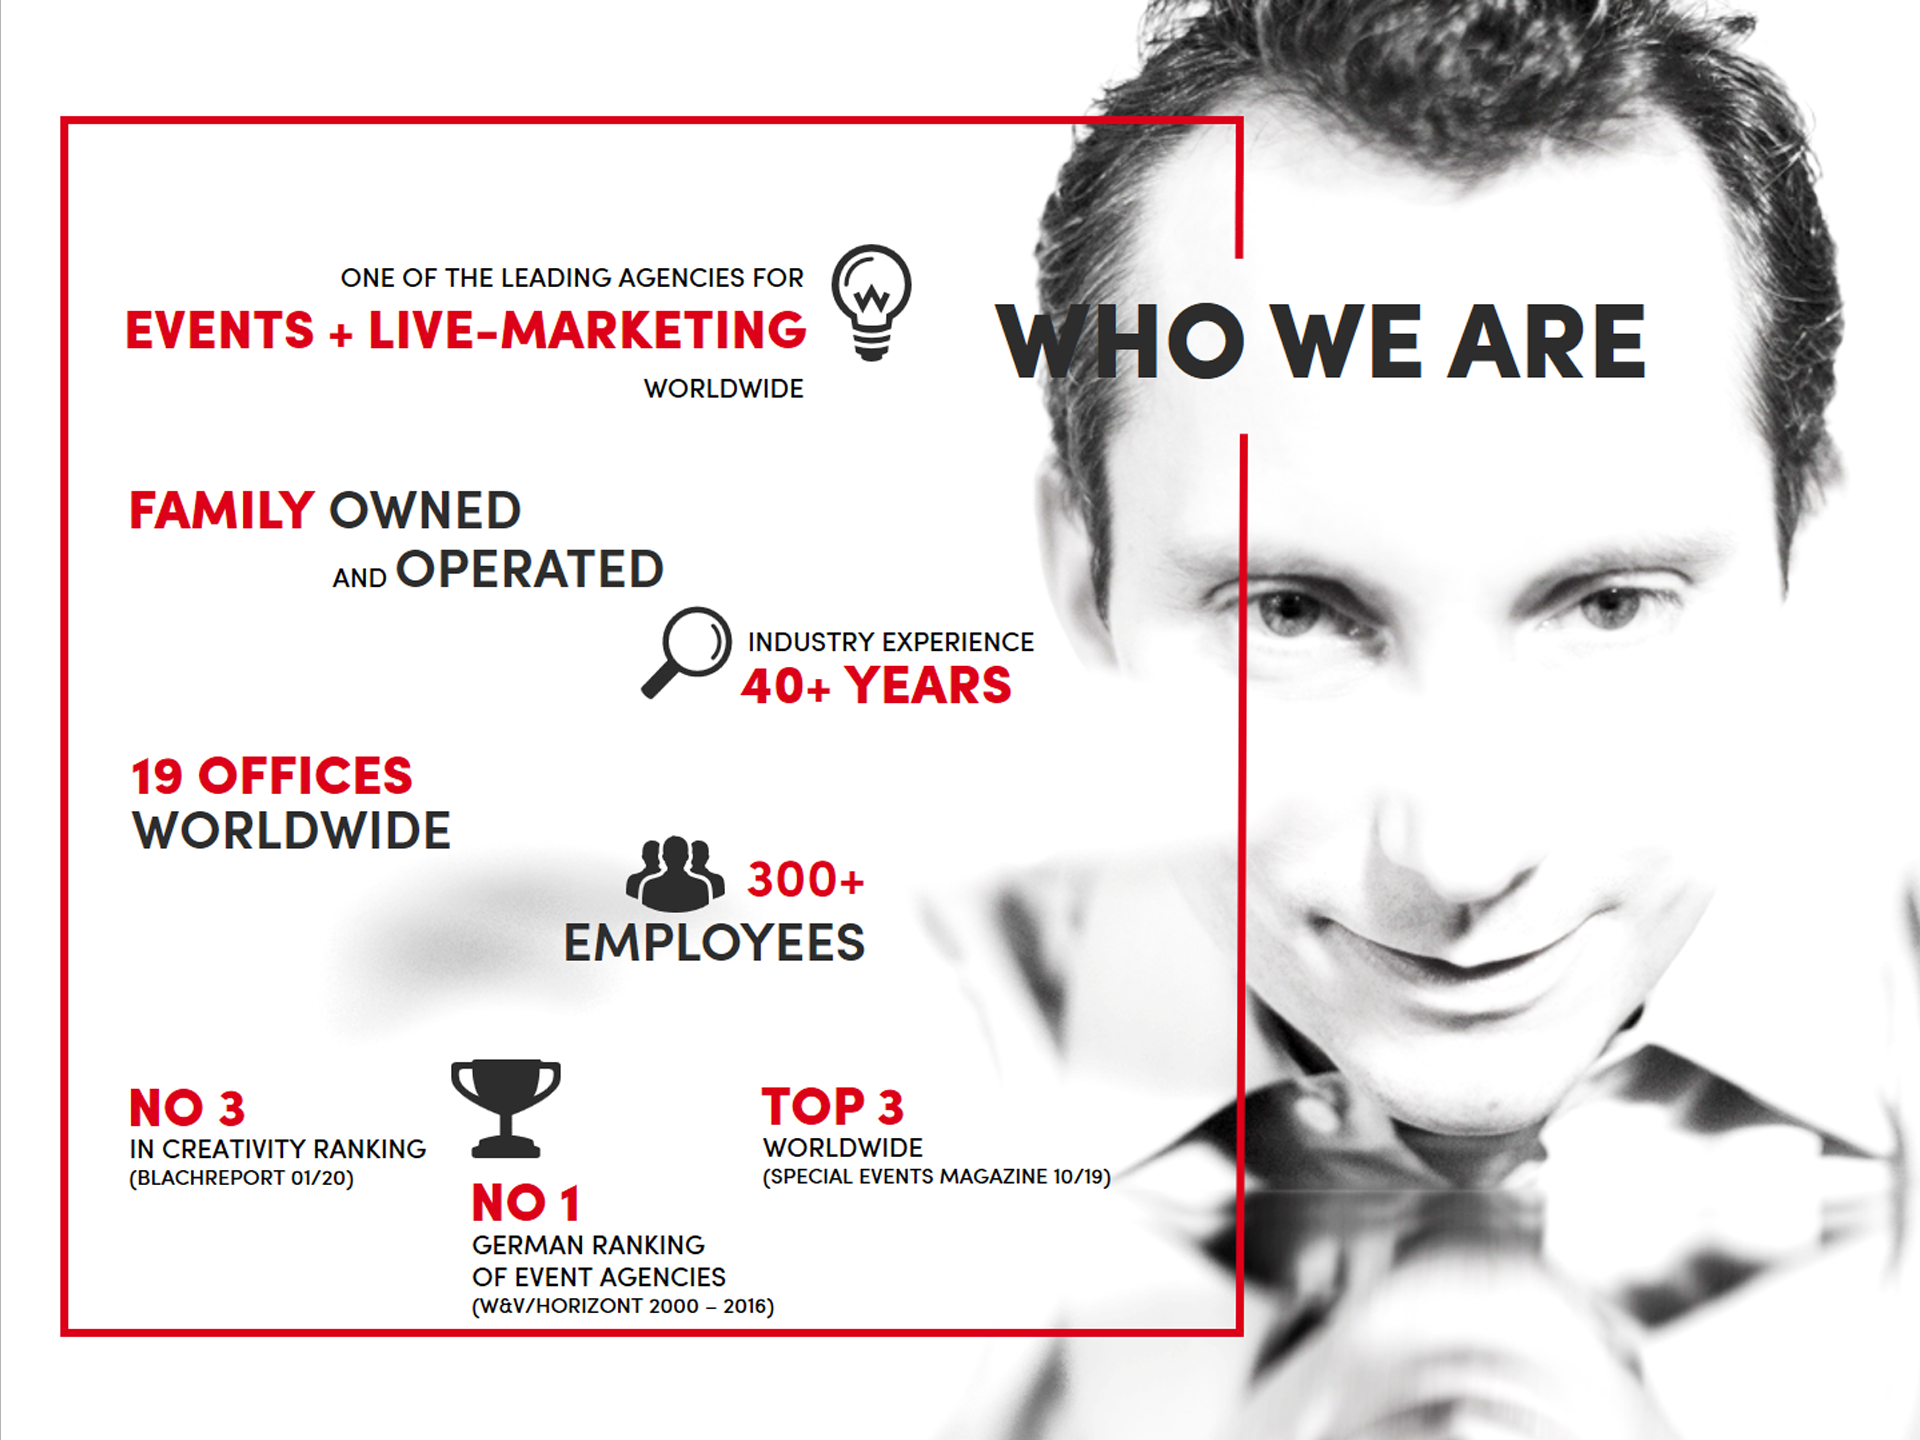 WHO WE ARE
ONE OF THE LEADING AGENCIES FOR
EVENTS + LIVE-MARKETING
WORLDWIDE
W
FAMILY OWNED
AND OPERATED
INDUSTRY EXPERIENCE
40+ YEARS
19 OFFICES
WORLDWIDE
300+
EMPLOYEES
NO 3
IN CREATIVITY RANKING
(BLACHREPORT 01/20)
NO 1
GERMAN RANKING
OF EVENT AGENCIES
(W&V/HORIZONT 2000 – 2016)
TOP 3
WORLDWIDE
(SPECIAL EVENTS MAGAZINE 10/19)